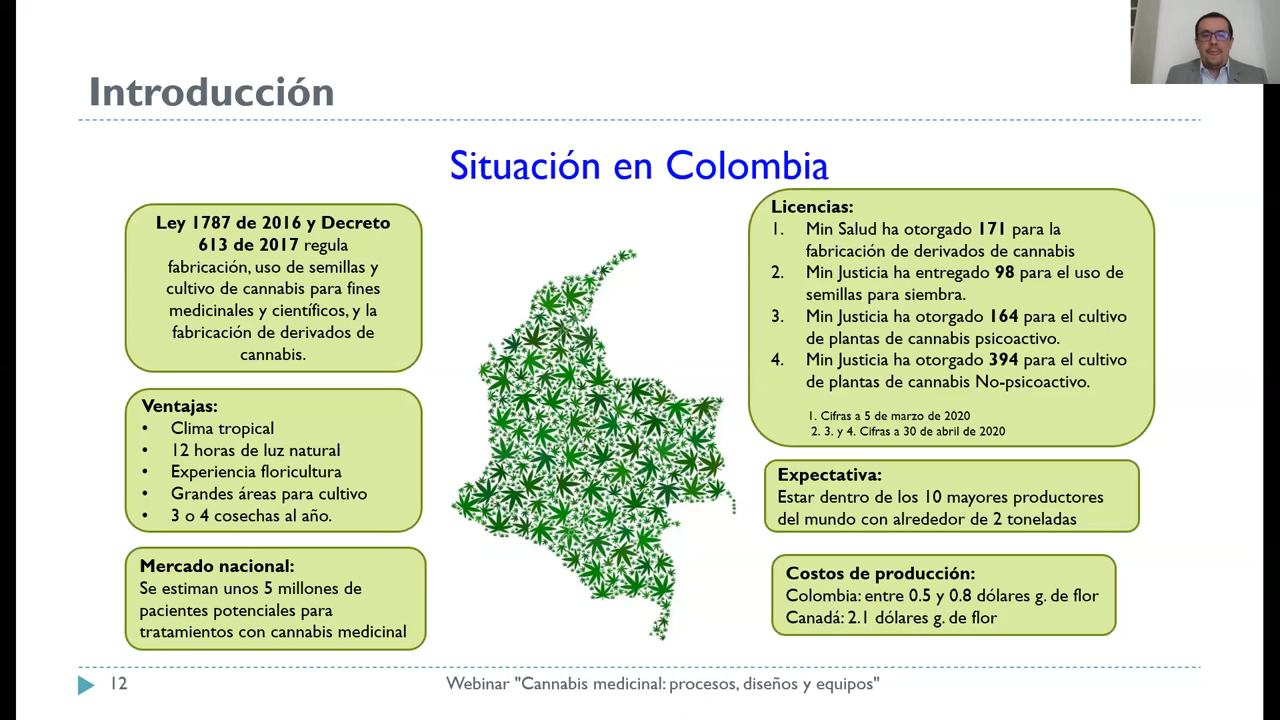 Introducción
Situación en Colombia
Ley 1787 de 2016 y Decreto
613 de 2017 regula
fabricación, uso de semillas y
cultivo de cannabis para fines
medicinales y científicos, y la
fabricación de derivados de
cannabis.
Ventajas:
• Clima tropical
• 12 horas de luz natural
• Experiencia floricultura
• Grandes áreas para cultivo
• 3 o 4 cosechas al año.
Mercado nacional:
Se estiman unos 5 millones de
pacientes potenciales para
tratamientos con cannabis medicinal
Licencias:
1. Min Salud ha otorgado 171 para la
fabricación de derivados de cannabis
2. Min Justicia ha entregado 98 para el uso de
semillas para siembra.
3. Min Justicia ha otorgado 164 para el cultivo
de plantas de cannabis psicoactivo.
4. Min Justicia ha otorgado 394 para el cultivo
de plantas de cannabis No-psicoactivo.
1. Cifras a 5 de marzo de 2020
2. 3. y 4. Cifras a 30 de abril de 2020
Expectativa:
Estar dentro de los 10 mayores productores
del mundo con alrededor de 2 toneladas
Costos de producción:
Colombia: entre 0.5 y 0.8 dólares g. de flor
Canadá: 2.1 dólares g. de flor
12
Webinar "Cannabis medicinal: procesos, diseños y equipos"